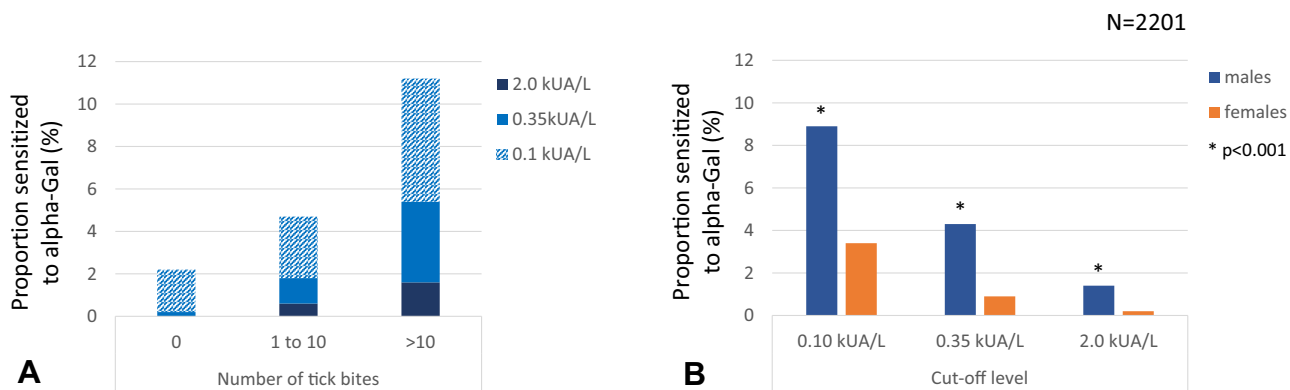 Proportion sensitized
to alpha-Gal (%)
12
10
8
6
4
2
0
0
1 to 10
>10
Number of tick bites
2.0 kUA/L
0.35kUA/L
0.1 kUA/L
A
N=2201
Proportion sensitized
to alpha-Gal (%)
12
10
8
6
4
2
0
*
*
*
0.10 kUA/L
0.35 kUA/L
2.0 kUA/L
Cut-off level
males
females
* p<0.001
B